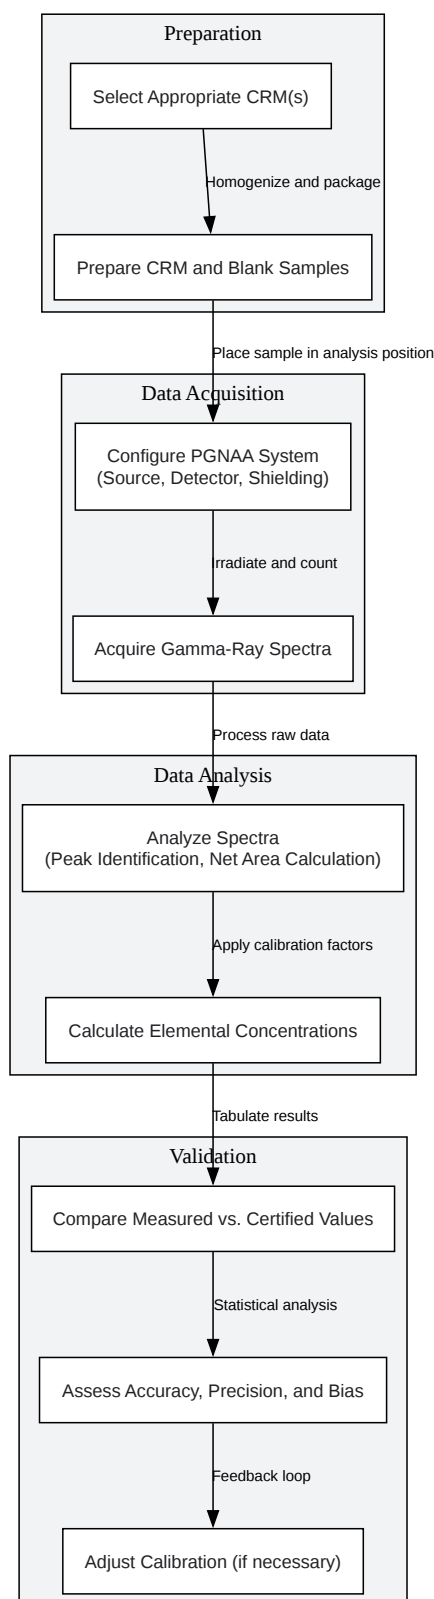 Preparation
Select Appropriate CRM(s)
Homogenize and package
Prepare CRM and Blank Samples
Place sample in analysis position
Data Acquisition
Configure PGNAA System
(Source, Detector, Shielding)
Irradiate and count
Acquire Gamma-Ray Spectra
Process raw data
Data Analysis
Analyze Spectra
(Peak Identification, Net Area Calculation)
Apply calibration factors
Calculate Elemental Concentrations
Tabulate results
Validation
Compare Measured vs. Certified Values
Statistical analysis
Assess Accuracy, Precision, and Bias
Feedback loop
Adjust Calibration (if necessary)